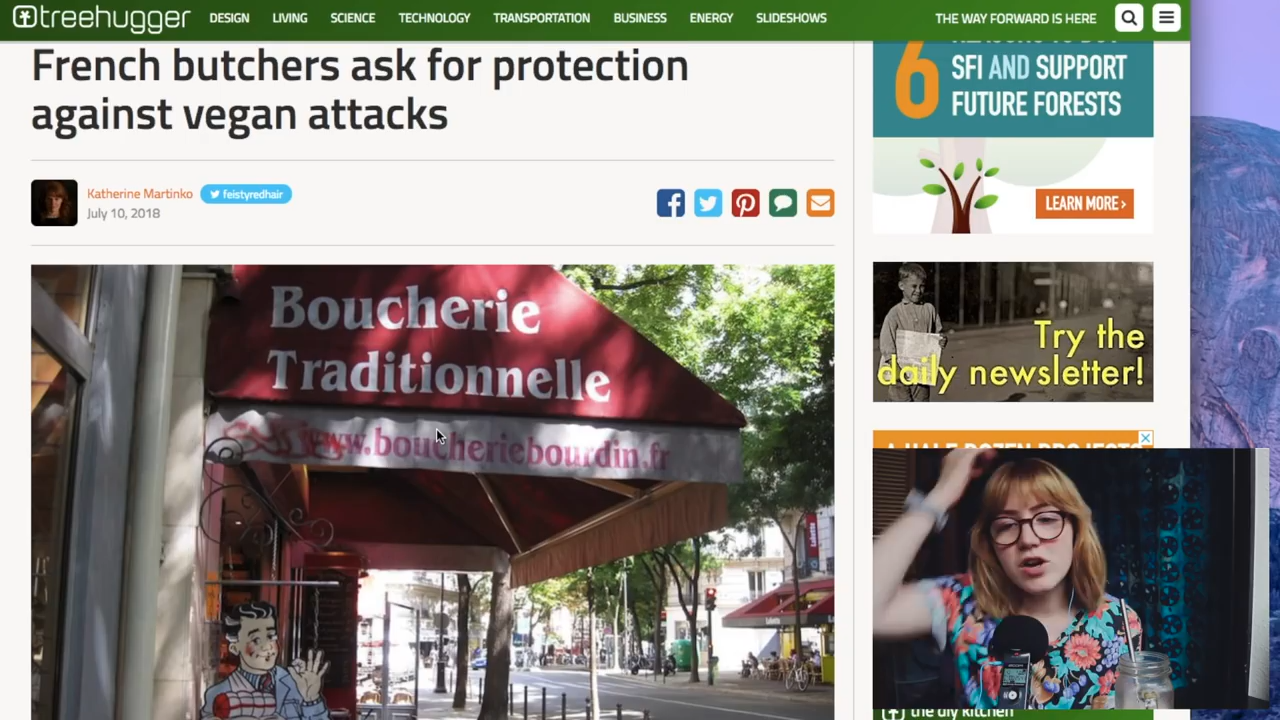 treehugger
DESIGN LIVING SCIENCE TECHNOLOGY TRANSPORTATION BUSINESS ENERGY SLIDESHOWS
THE WAY FORWARD IS HERE
French butchers ask for protection
against vegan attacks
Katherine Martinko
feistyredhair
July 10, 2018
Boucherie
Traditionnelle
www.boucheriebourdin.fr
6
SFI AND SUPPORT
FUTURE FORESTS
LEARN MORE
Try the
daily newsletter!
the diy kitchen